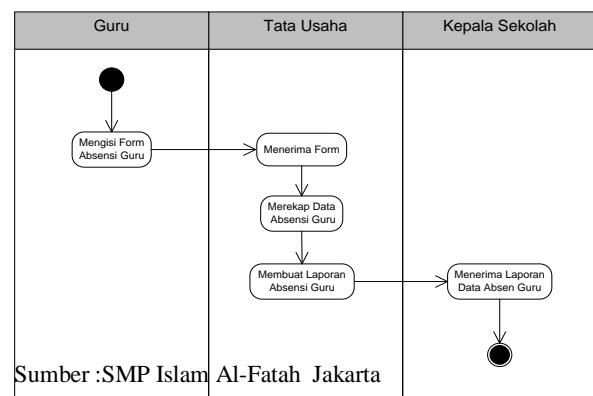 Guru
Tata Usaha
Kepala Sekolah
Mengisi Form
Absensi Guru
Menerima Form
Merekap Data
Absensi Guru
Membuat Laporan
Absensi Guru
Menerima Laporan
Data Absen Guru
Sumber :SMP Islam Al-Fatah Jakarta